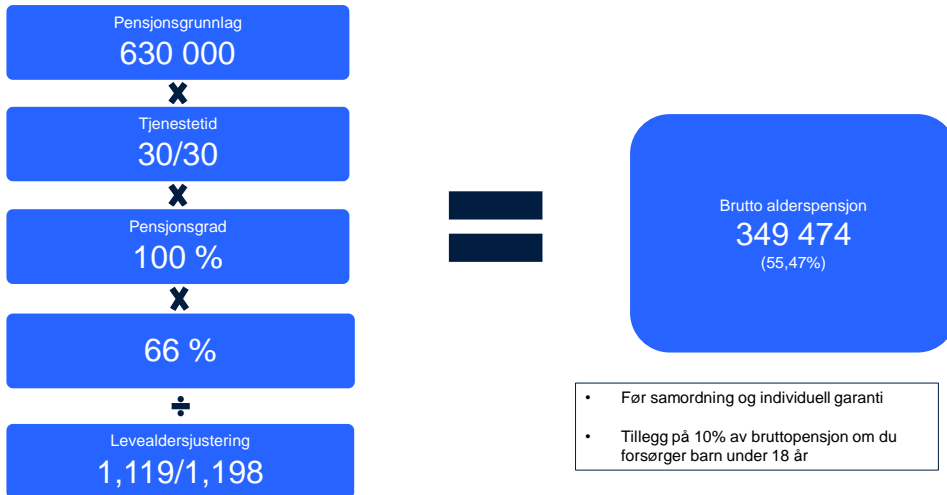 Pensjonsgrunnlag
630 000
×
Tjenestetid
30/30
×
Pensjonsgrad
100 %
×
66 %
÷
Levealdersjustering
1,119/1,198
=
Brutto alderspensjon
349 474
(55,47%)
• Før samordning og individuell garanti
• Tillegg på 10% av bruttopensjon om du
forsørger barn under 18 år